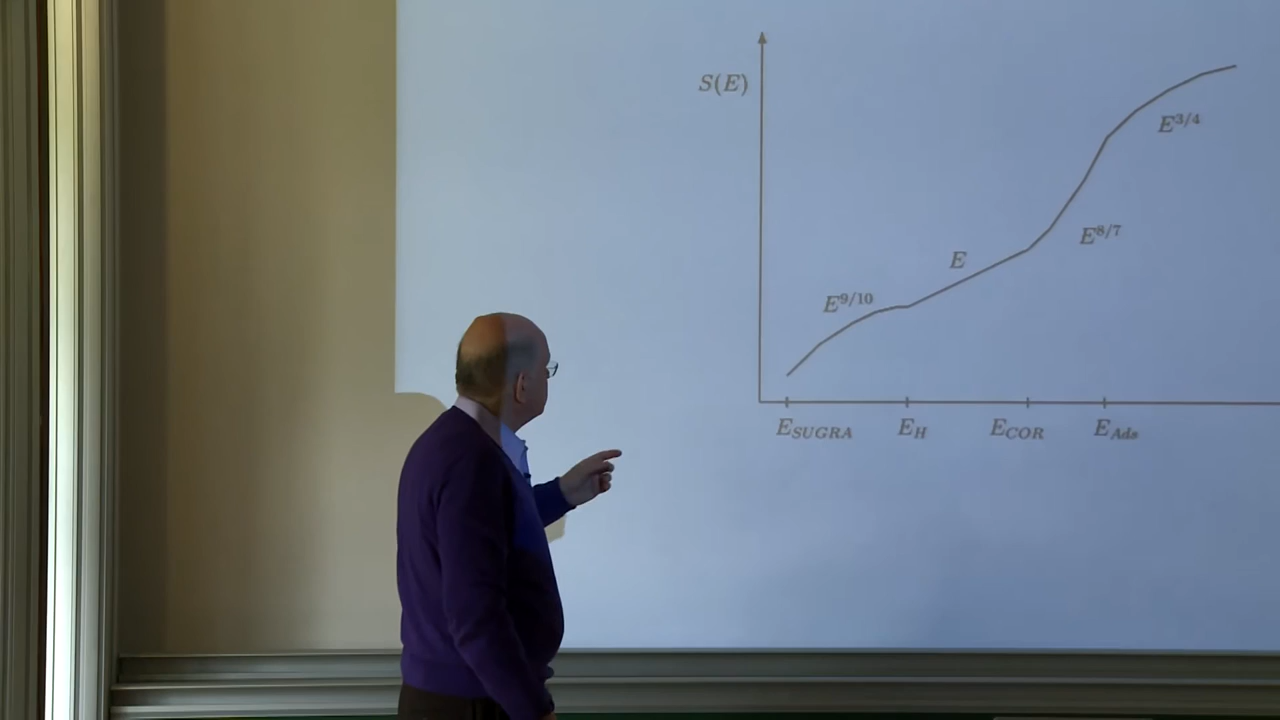 S(E)
E^{3/4}
E^{8/7}
E
E^{9/10}
E_{SUGRA} E_H E_{COR} E_{Ads}